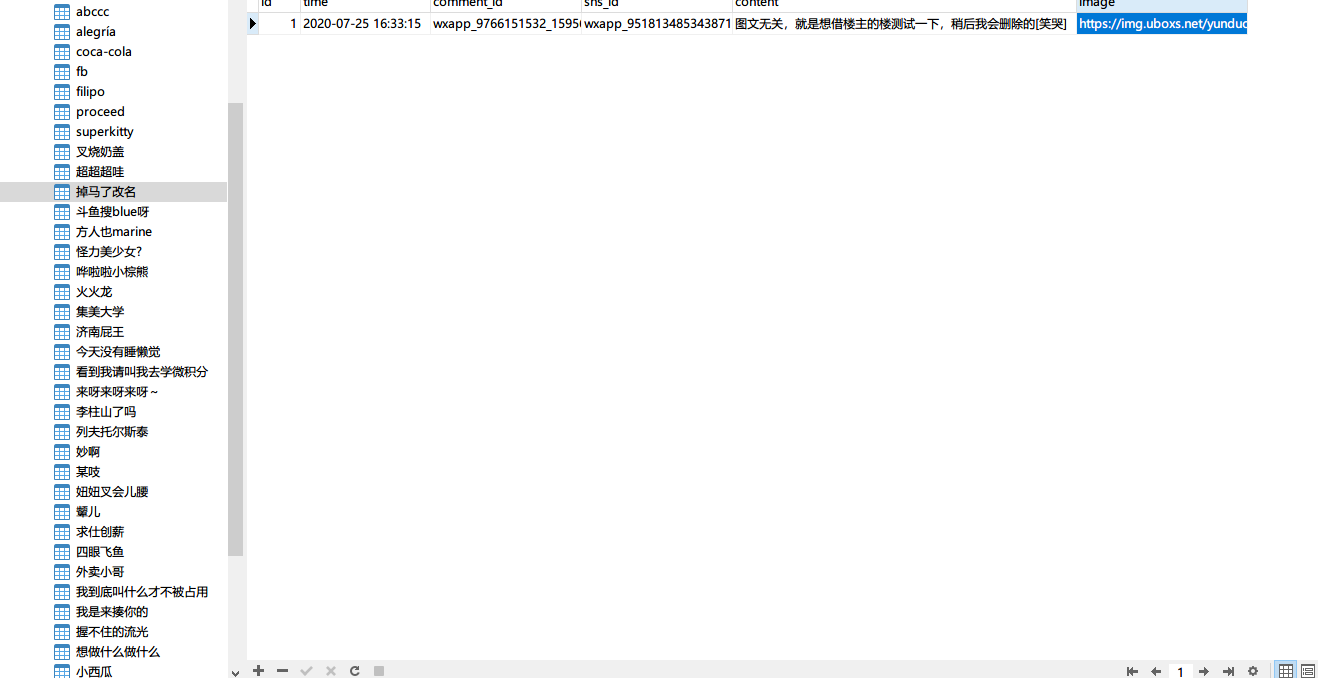 abccc
alegría
coca-cola
fb
filipo
proceed
superkitty
叉烧奶盖
超超超哇
掉马了改名
斗鱼搜blue呀
方人也marine
怪力美少女?
哗啦啦小棕熊
火火龙
集美大学
济南屁王
今天没有睡懒觉
看到我请叫我去学微积分
来呀来呀来呀~
李柱山了吗
列夫托尔斯泰
妙啊
某吱
妞妞叉会儿腰
颦儿
求仕创薪
四眼飞鱼
外卖小哥
我到底叫什么才不被占用
我是来揍你的
握不住的流光
想做什么做什么
小西瓜
id time comment_id sns_id content image
1 2020-07-25 16:33:15 wxapp_9766151532_1595 wxapp_951813485343871 图文无关，就是想借楼主的楼测试一下，稍后我会删除的[笑哭] https://img.uboxs.net/yunduo
1